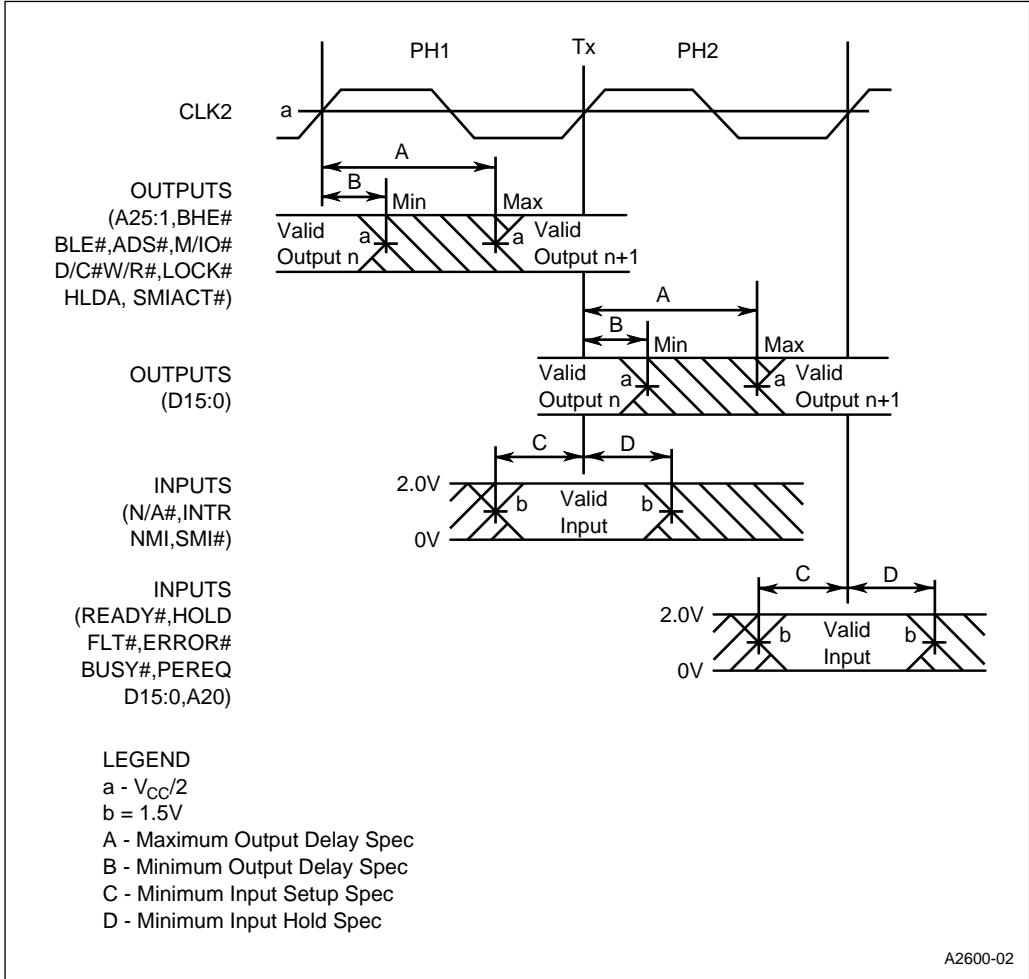 PH1 Tx PH2
CLK2 a
A
B
Min Max
OUTPUTS
(A25:1,BHE#
BLE#,ADS#,M/IO#
D/C#W/R#,LOCK#
HLDA, SMIACT#)
Valid
Output n
a
a
Valid
Output n+1
A
B
Min Max
OUTPUTS
(D15:0)
Valid
Output n
a
a
Valid
Output n+1
C D
INPUTS
(N/A#,INTR
NMI,SMI#)
2.0V
0V
b
Valid
Input
b
C D
INPUTS
(READY#,HOLD
FLT#,ERROR#
BUSY#,PEREQ
D15:0,A20)
2.0V
0V
b
Valid
Input
b
LEGEND
a - VCC/2
b = 1.5V
A - Maximum Output Delay Spec
B - Minimum Output Delay Spec
C - Minimum Input Setup Spec
D - Minimum Input Hold Spec
A2600-02